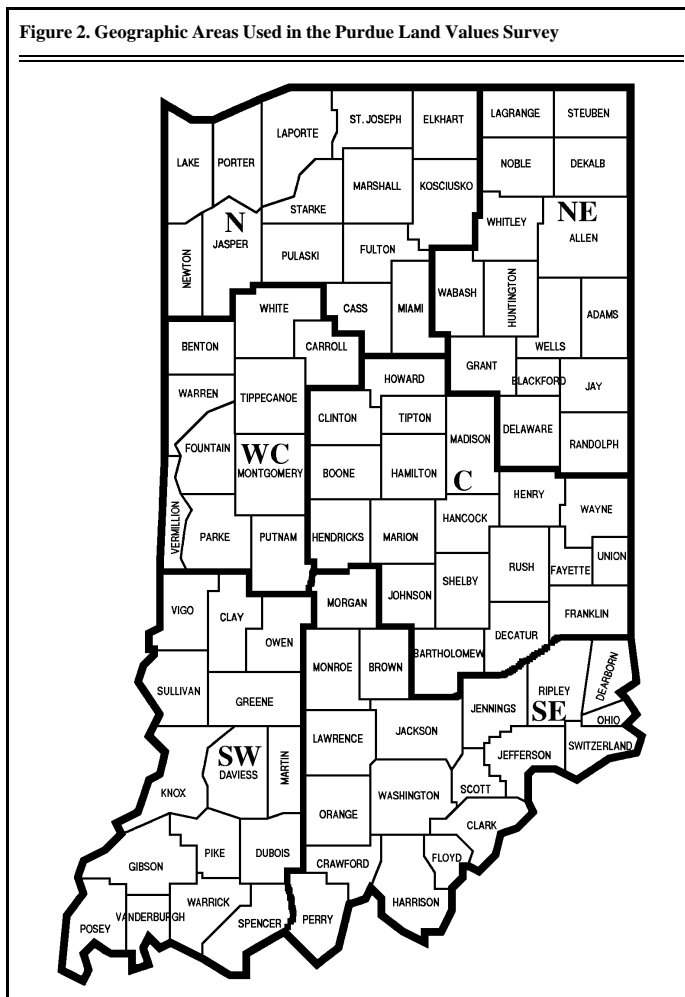 Figure 2. Geographic Areas Used in the Purdue Land Values Survey
LAGRANGE
STEUBEN
ST. JOSEPH
ELKHART
LAPORTE
LAKE
PORTER
NOBLE
DEKALB
MARSHALL
KOSCIUSKO
STARKE
N
JASPER
WHITLEY
NE
ALLEN
NEWTON
PULASKI
FULTON
WABASH
HUNTINGTON
WHITE
CASS
MIAMI
ADAMS
BENTON
CARROLL
WELLS
GRANT
BLACKFORD
JAY
HOWARD
WARREN
TIPPECANOE
CLINTON
TIPTON
MADISON
DELAWARE
RANDOLPH
FOUNTAIN
WC
MONTGOMERY
BOONE
HAMILTON
C
HENRY
WAYNE
VERMILLION
PARKE
PUTNAM
HENDRICKS
MARION
HANCOCK
RUSH
FAYETTE
UNION
SHELBY
JOHNSON
MORGAN
VIGO
CLAY
OWEN
FRANKLIN
DECATUR
BARTHOLOMEW
MONROE
BROWN
SULLIVAN
GREENE
JENNINGS
RIPLEY
SE
DEARBORN
OHIO
SWITZERLAND
LAWRENCE
JACKSON
JEFFERSON
SW
DAVIESS
MARTIN
KNOX
WASHINGTON
SCOTT
ORANGE
CLARK
PIKE
DUBOIS
GIBSON
CRAWFORD
FLOYD
HARRISON
WARRICK
VANDERBURGH
POSEY
SPENCER
PERRY